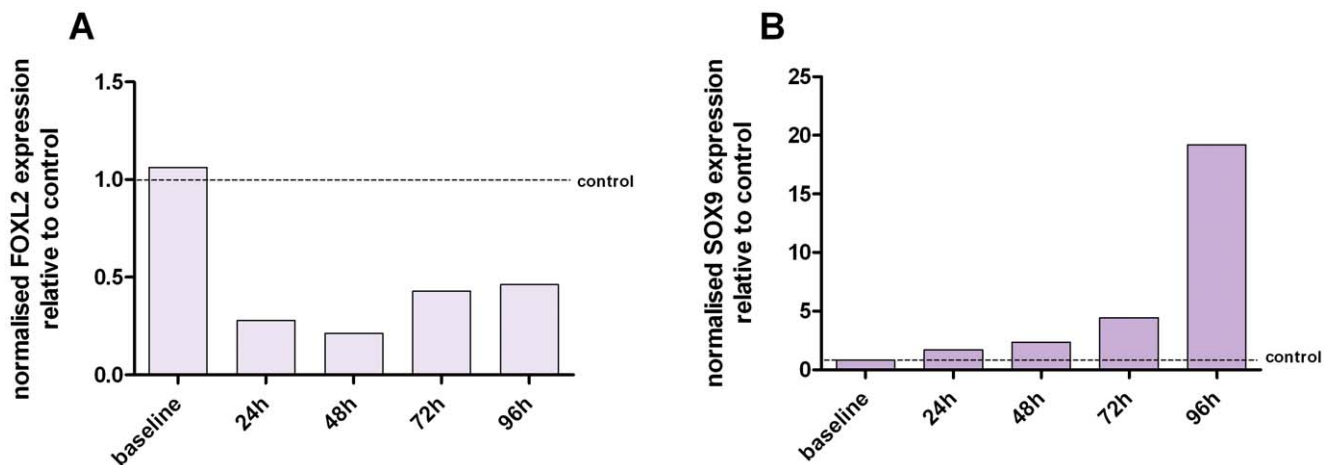 A
normalised FOXL2 expression
relative to control
1.5
1.0
0.5
0.0
control
baseline
24h
48h
72h
96h
B
normalised SOX9 expression
relative to control
25
20
15
10
5
0
control
baseline
24h
48h
72h
96h